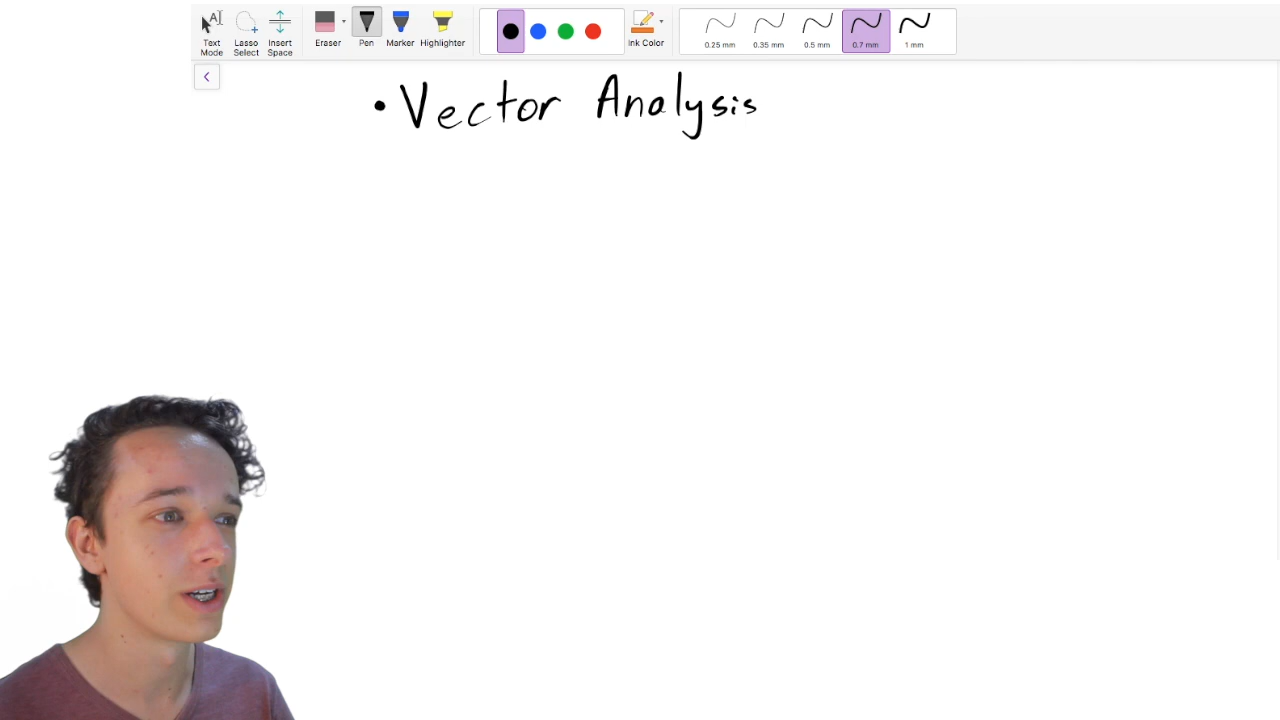 Text Mode
Lasso Select
Insert Space
Eraser
Pen
Marker
Highlighter
Ink Color
0.25 mm
0.35 mm
0.5 mm
0.7 mm
1 mm
• Vector Analysis